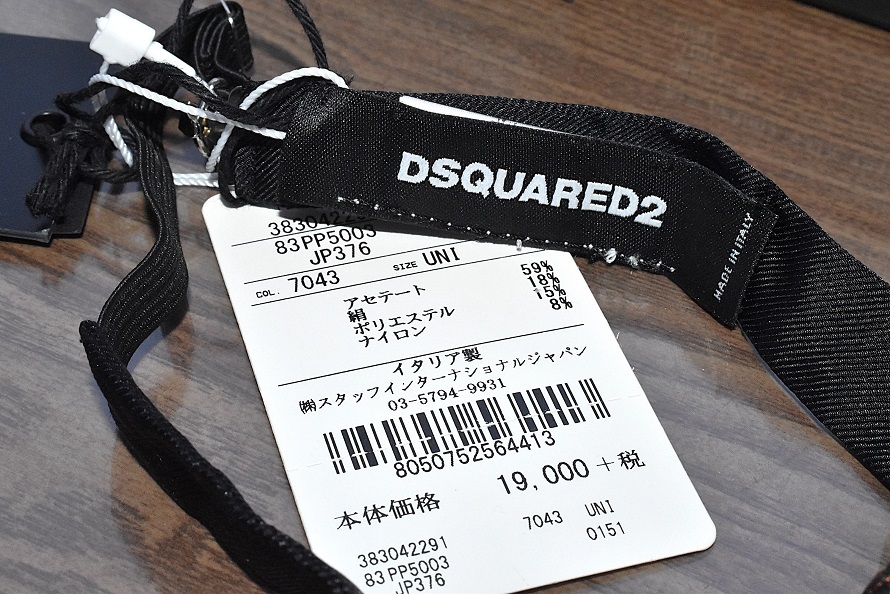 DSQUARED2
MADE IN ITALY
383042291
83PP5003
JP376
COL. 7043 SIZE UNI
アセテート 59%
絹 18%
ポリエステル 15%
ナイロン 8%
イタリア製
㈱スタッフインターナショナルジャパン
03-5794-9931
8050752564413
本体価格 19,000+税
7043 UNI
0151
383042291
83PP5003
JP376